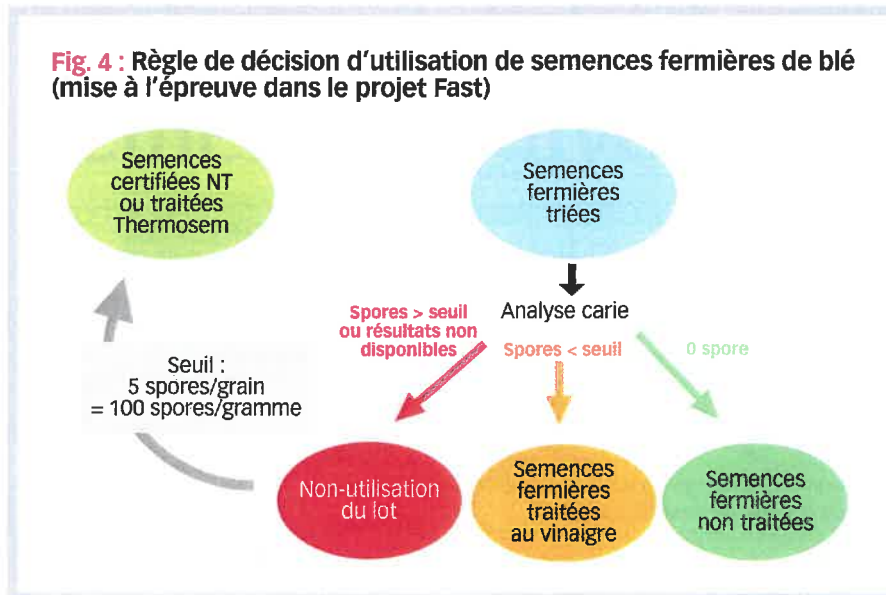 Fig. 4 : Règle de décision d'utilisation de semences fermières de blé
(mise à l'épreuve dans le projet Fast)
Semences
certifiées NT
ou traitées
Thermosem
Semences
fermières
triées
Analyse carie
Spores > seuil
ou résultats non
disponibles
Spores < seuil
0 spore
Seuil :
5 spores/grain
= 100 spores/gramme
Non-utilisation
du lot
Semences
fermières
traitées
au vinaigre
Semences
fermières
non traitées